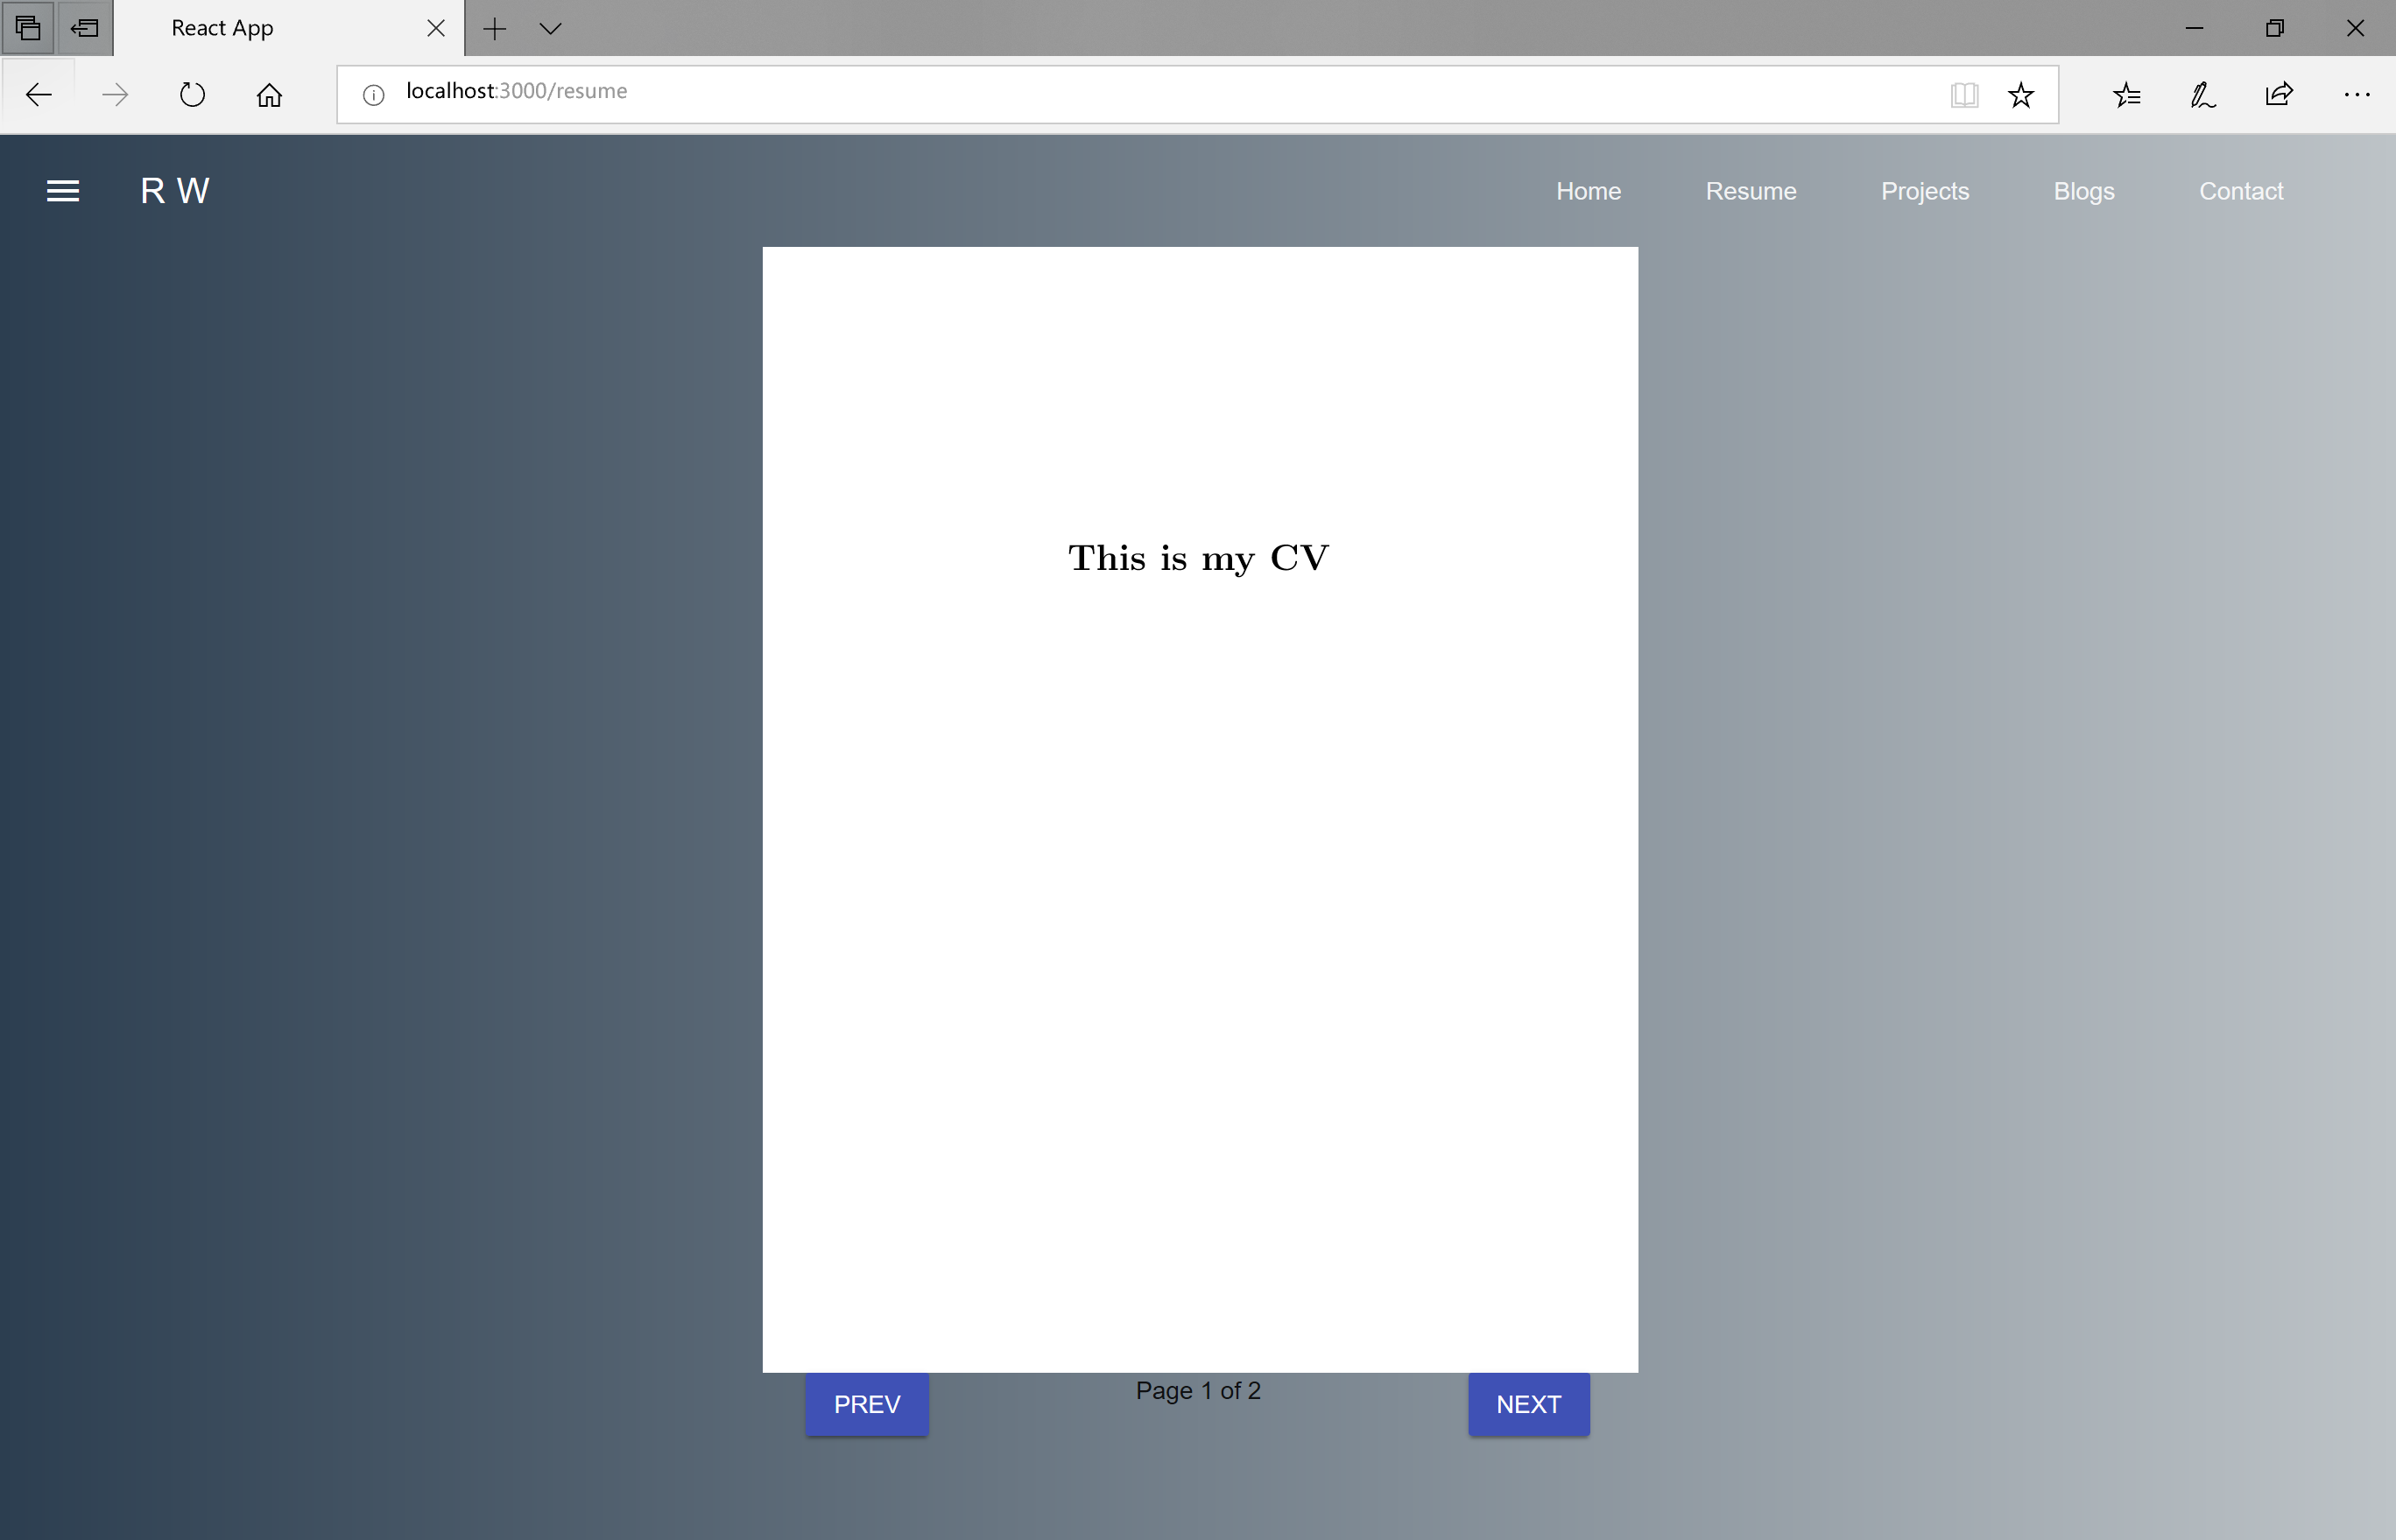 React App
localhost:3000/resume
R W
Home Resume Projects Blogs Contact
This is my CV
PREV Page 1 of 2 NEXT